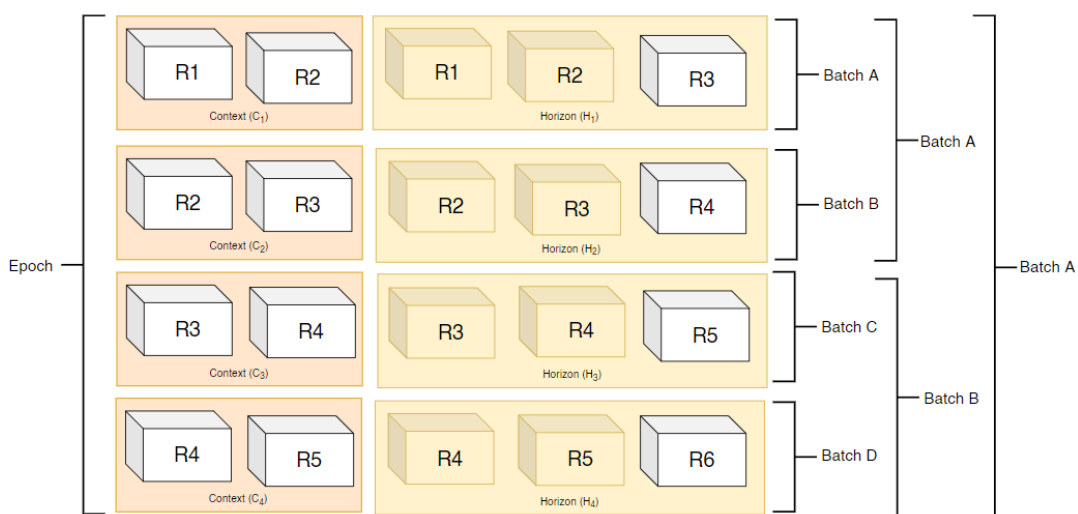 R1
R2
Context (C1)
R1
R2
R3
Horizon (H1)
Batch A
R2
R3
Context (C2)
R2
R3
R4
Horizon (H2)
Batch B
Batch A
Epoch
R3
R4
Context (C3)
R3
R4
R5
Horizon (H3)
Batch C
R4
R5
Context (C4)
R4
R5
R6
Horizon (H4)
Batch D
Batch B
Batch A